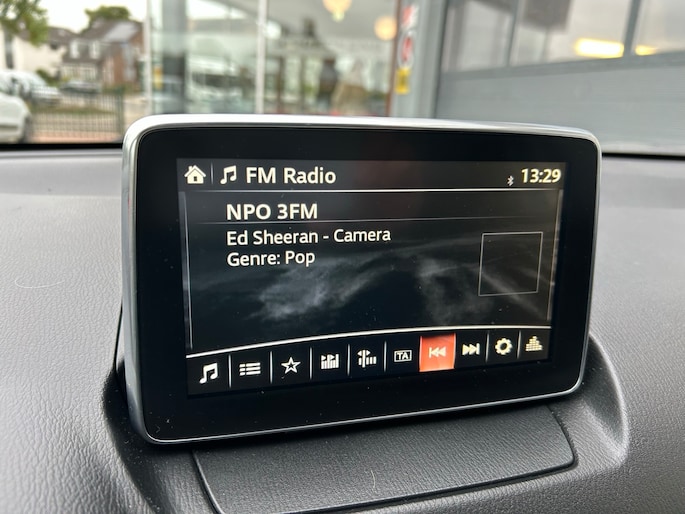 FM Radio 13:29
NPO 3FM
Ed Sheeran - Camera
Genre: Pop
TA